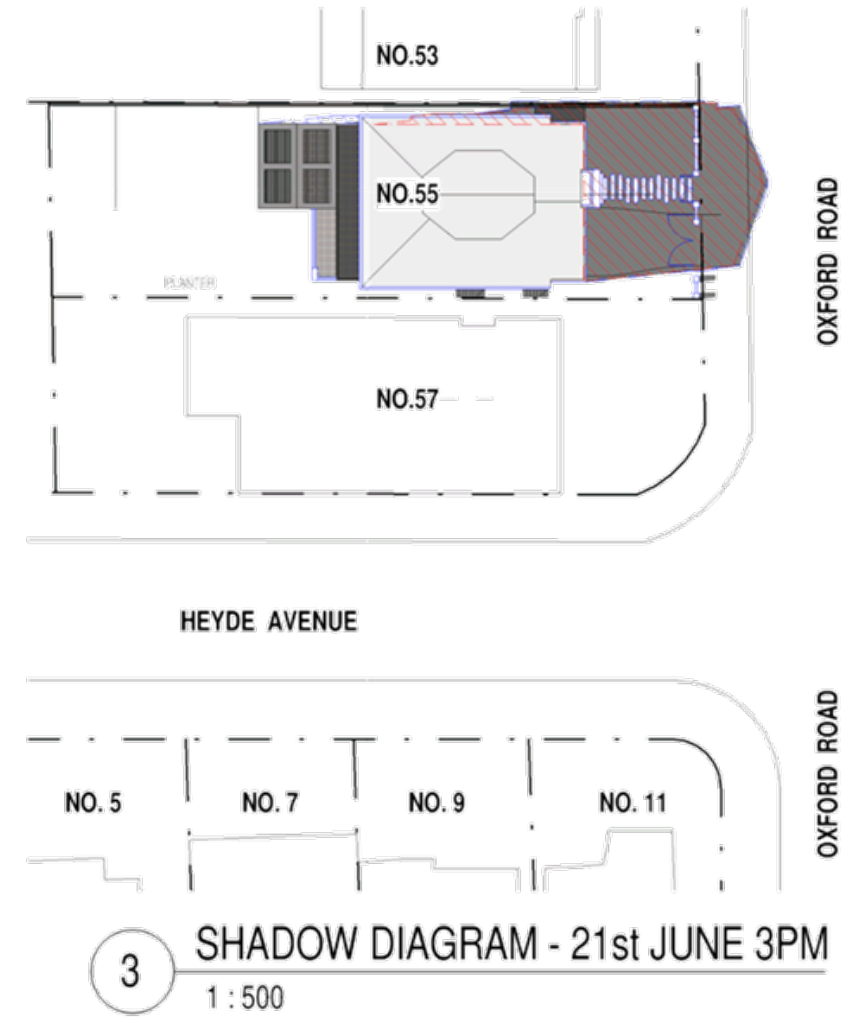 NO.53
NO.55
OXFORD ROAD
PLANTER
NO.57
HEYDE AVENUE
OXFORD ROAD
NO. 5
NO. 7
NO. 9
NO. 11
3
SHADOW DIAGRAM - 21st JUNE 3PM
1 : 500